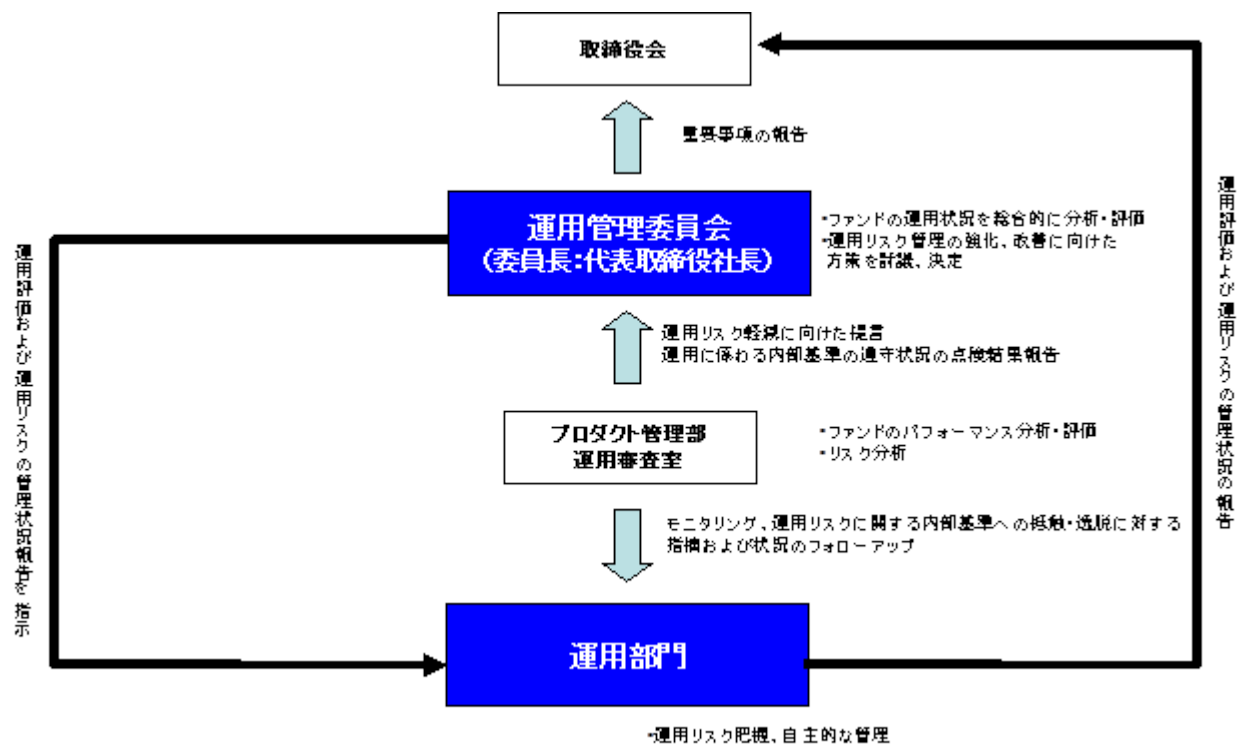 取締役会
重要事項の報告
運用管理委員会
(委員長:代表取締役社長)
・ファンドの運用状況を総合的に分析・評価
・運用リスク管理の強化、改善に向けた
方策を討議、決定
運用リスク軽減に向けた提言
運用に係わる内部基準の遵守状況の点検結果報告
プロダクト管理部
運用審査室
・ファンドのパフォーマンス分析・評価
・リスク分析
モニタリング、運用リスクに関する内部基準への抵触・逸脱に対する
指摘および状況のフォローアップ
運用部門
・運用リスク把握、自主的な管理
運用評価および運用リスクの管理状況報告を指示
運用評価および運用リスクの管理状況の報告